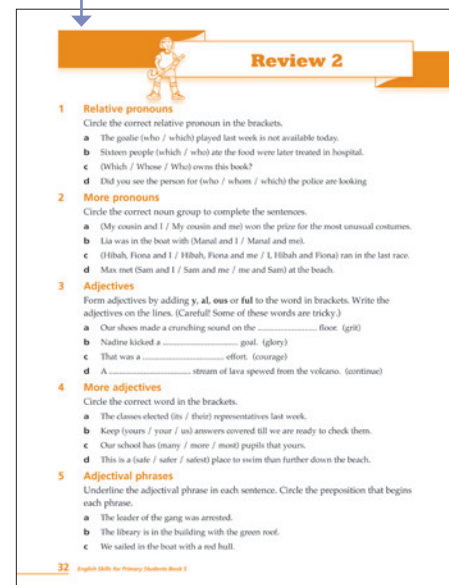 Review 2
1 Relative pronouns
Circle the correct relative pronoun in the brackets.
a The goalie (who / which) played last week is not available today.
b Sixteen people (which / who) ate the food were later treated in hospital.
c (Which / Whose / Who) owns this book?
d Did you see the person for (who / whom / which) the police are looking
2 More pronouns
Circle the correct noun group to complete the sentences.
a (My cousin and I / My cousin and me) won the prize for the most unusual costumes.
b Lia was in the boat with (Manal and I / Manal and me).
c (Hibah, Fiona and I / Hibah, Fiona and me / I, Hibah and Fiona) ran in the last race.
d Max met (Sam and I / Sam and me / me and Sam) at the beach.
3 Adjectives
Form adjectives by adding y, al, ous or ful to the word in brackets. Write the
adjectives on the lines. (Careful! Some of these words are tricky.)
a Our shoes made a crunching sound on the ........................ floor. (grit)
b Nadine kicked a ........................ goal. (glory)
c That was a ........................ effort. (courage)
d A ........................ stream of lava spewed from the volcano. (continue)
4 More adjectives
Circle the correct word in the brackets.
a The classes elected (its / their) representatives last week.
b Keep (yours / your / us) answers covered till we are ready to check them.
c Our school has (many / more / most) pupils that yours.
d This is a (safe / safer / safest) place to swim than further down the beach.
5 Adjectival phrases
Underline the adjectival phrase in each sentence. Circle the preposition that begins
each phrase.
a The leader of the gang was arrested.
b The library is in the building with the green roof.
c We sailed in the boat with a red hull.
32 English Skills for Primary Students Book 5